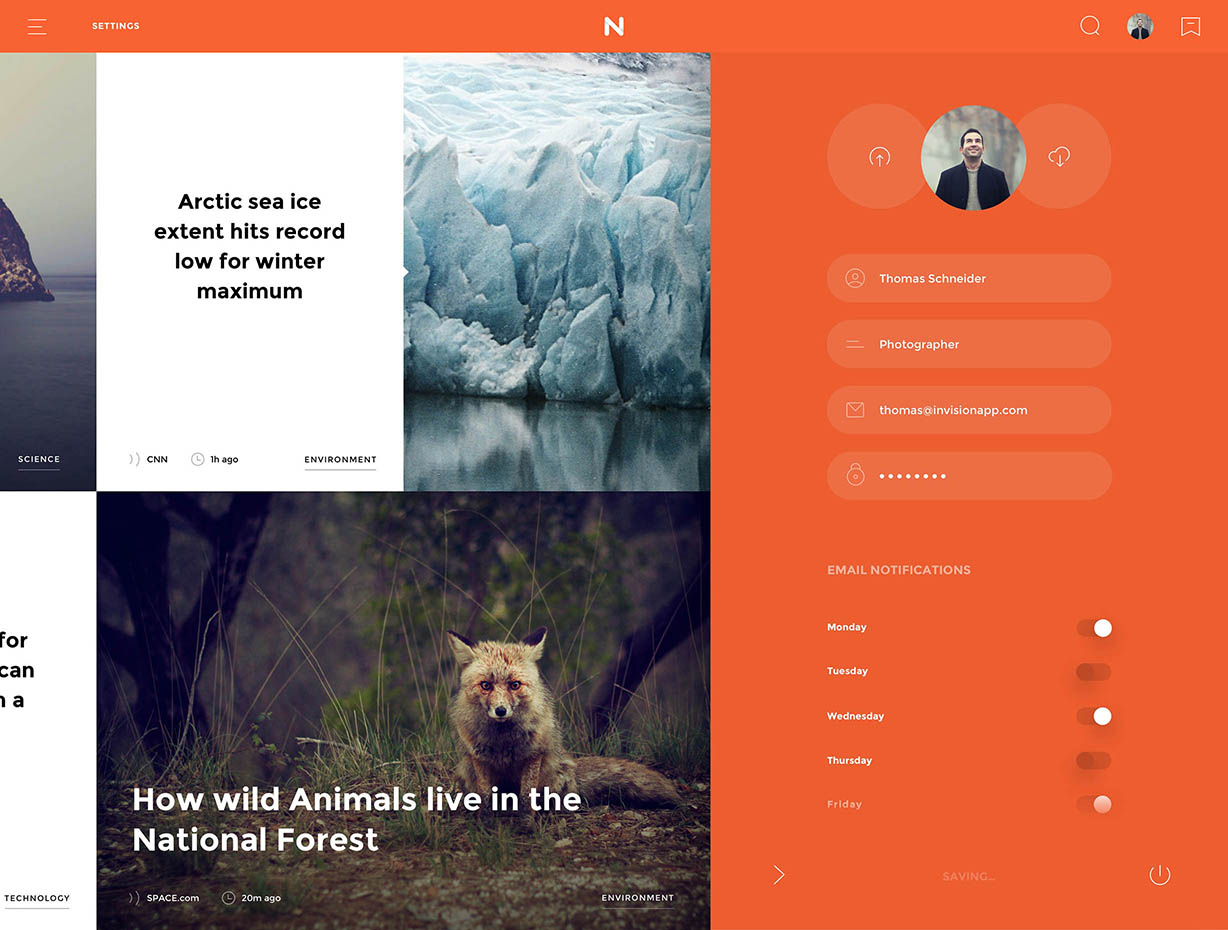 SETTINGS
N
Arctic sea ice
extent hits record
low for winter
maximum
SCIENCE
CNN
1h ago
ENVIRONMENT
for
can
n a
TECHNOLOGY
How wild Animals live in the
National Forest
SPACE.com
20m ago
ENVIRONMENT
Thomas Schneider
Photographer
thomas@invisionapp.com
EMAIL NOTIFICATIONS
Monday
Tuesday
Wednesday
Thursday
Friday
SAVING...